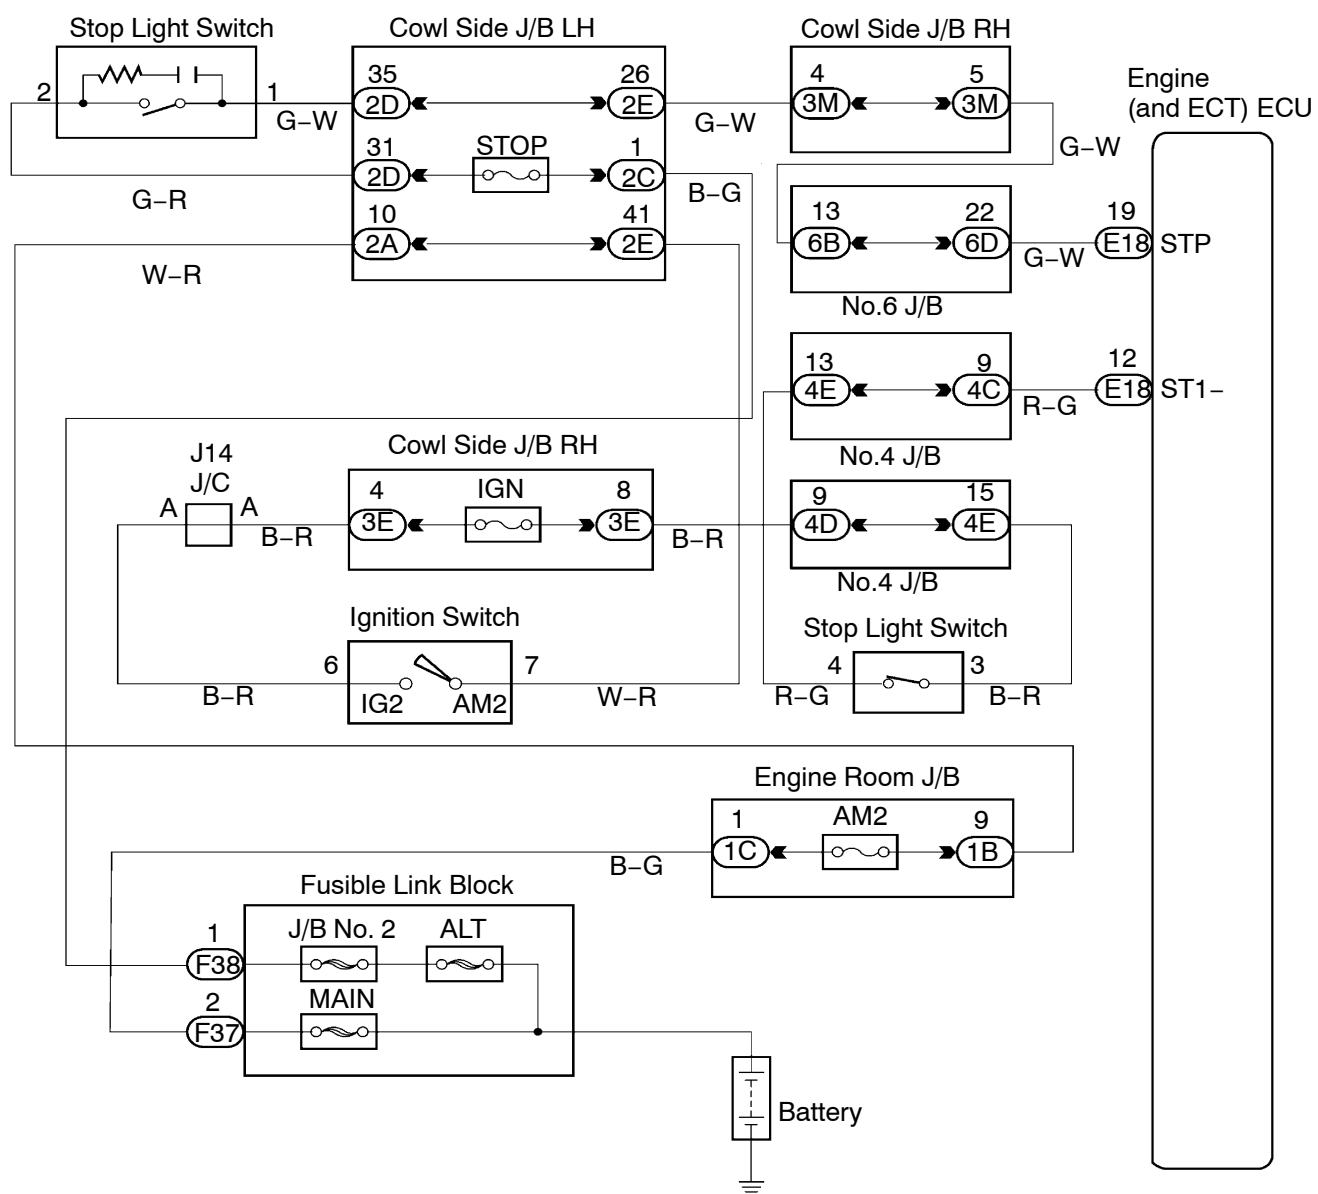 Stop Light Switch
Cowl Side J/B LH
Cowl Side J/B RH
Engine
(and ECT) ECU
2
1
G–W
35
2D
26
2E
G–W
4
3M
5
3M
G–W
31
2D
STOP
1
2C
B–G
G–R
10
2A
41
2E
W–R
13
6B
22
6D
G–W
19
E18
STP
No.6 J/B
13
4E
9
4C
R–G
12
E18
ST1–
No.4 J/B
J14
J/C
A
A
B–R
Cowl Side J/B RH
4
3E
IGN
8
3E
B–R
9
4D
15
4E
No.4 J/B
Ignition Switch
6
7
B–R
IG2
AM2
W–R
Stop Light Switch
4
3
R–G
B–R
Engine Room J/B
1
1C
AM2
9
1B
B–G
Fusible Link Block
1
F38
J/B No. 2
ALT
2
F37
MAIN
Battery